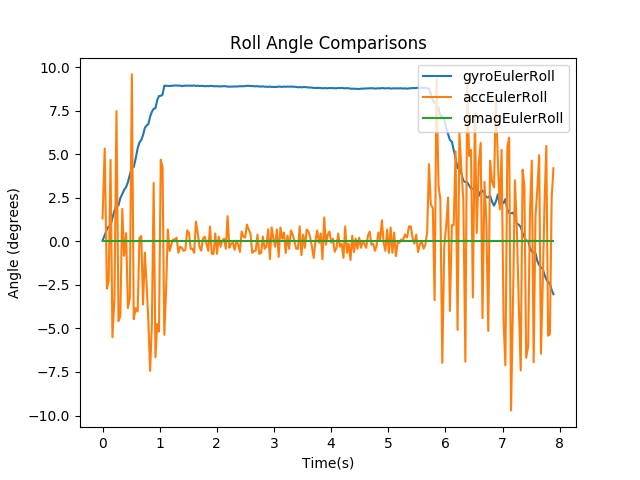 Roll Angle Comparisons
gyroEulerRoll
accEulerRoll
gmagEulerRoll
Angle (degrees)
10.0
7.5
5.0
2.5
0.0
−2.5
−5.0
−7.5
−10.0
0 1 2 3 4 5 6 7 8
Time(s)